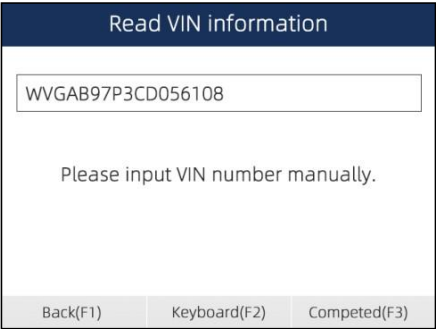 Read VIN information
WVGAB97P3CD056108
Please input VIN number manually.
Back(F1) Keyboard(F2) Competed(F3)